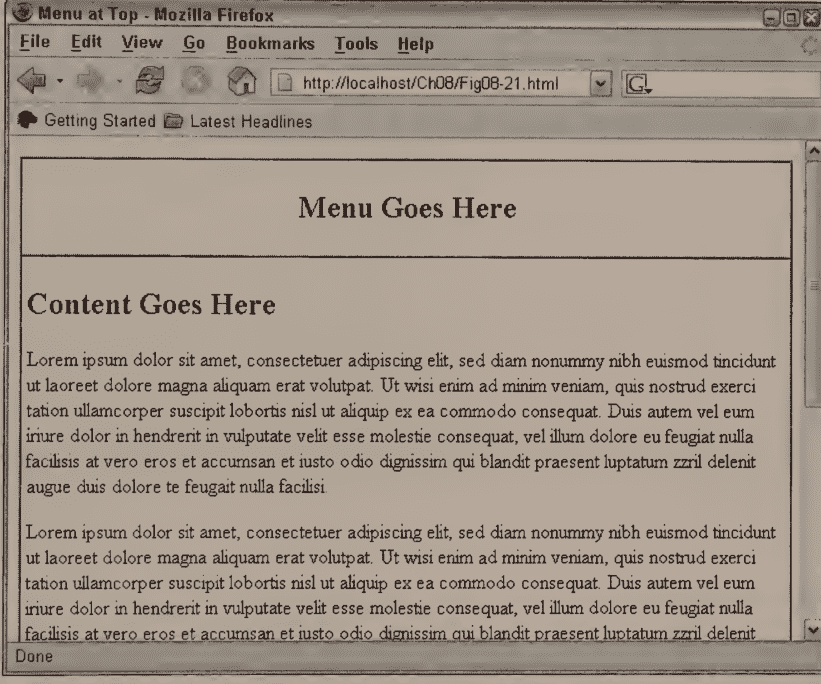 Menu at Top - Mozilla Firefox
File Edit View Go Bookmarks Tools Help
http://localhost/Ch08/Fig08-21.html G
Getting Started Latest Headlines
Menu Goes Here
Content Goes Here
Lorem ipsum dolor sit amet, consectetuer adipiscing elit, sed diam nonummy nibh euismod tincidunt
ut laoreet dolore magna aliquam erat volutpat. Ut wisi enim ad minim veniam, quis nostrud exerci
tation ullamcorper suscipit lobortis nisl ut aliquip ex ea commodo consequat. Duis autem vel eum
iriure dolor in hendrerit in vulputate velit esse molestie consequat, vel illum dolore eu feugiat nulla
facilisis at vero eros et accumsan et iusto odio dignissim qui blandit praesent luptatum zzril delenit
augue duis dolore te feugait nulla facilisi.
Lorem ipsum dolor sit amet, consectetuer adipiscing elit, sed diam nonummy nibh euismod tincidunt
ut laoreet dolore magna aliquam erat volutpat. Ut wisi enim ad minim veniam, quis nostrud exerci
tation ullamcorper suscipit lobortis nisl ut aliquip ex ea commodo consequat. Duis autem vel eum
iriure dolor in hendrerit in vulputate velit esse molestie consequat, vel illum dolore eu feugiat nulla
facilisis at vero eros et accumsan et iusto odio dignissim qui blandit praesent luptatum zzril delenit
Done